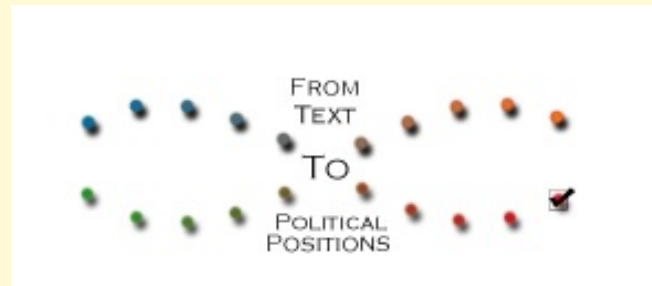 From
Text
To
Political
Positions